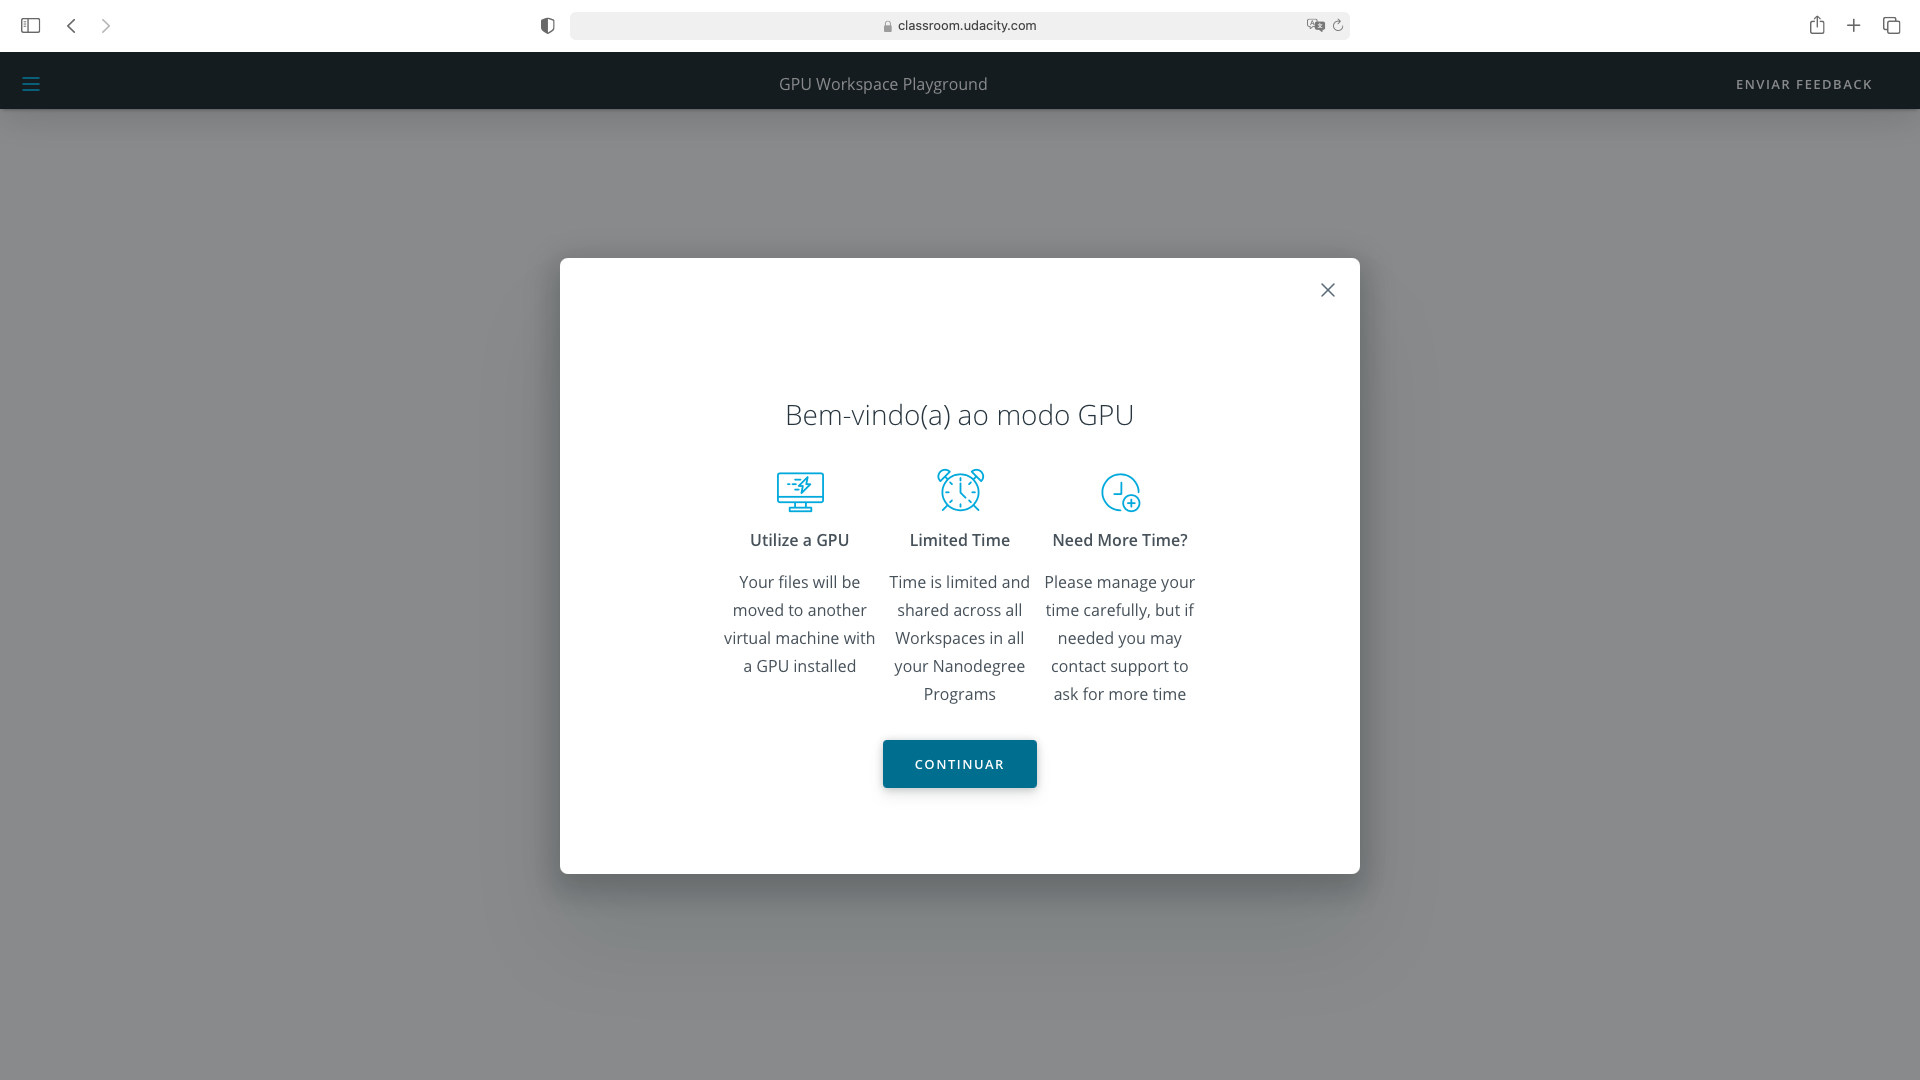 classroom.udacity.com
GPU Workspace Playground
ENVIAR FEEDBACK
Bem-vindo(a) ao modo GPU
Utilize a GPU
Your files will be
moved to another
virtual machine with
a GPU installed
Limited Time
Time is limited and
shared across all
Workspaces in all
your Nanodegree
Programs
Need More Time?
Please manage your
time carefully, but if
needed you may
contact support to
ask for more time
CONTINUAR